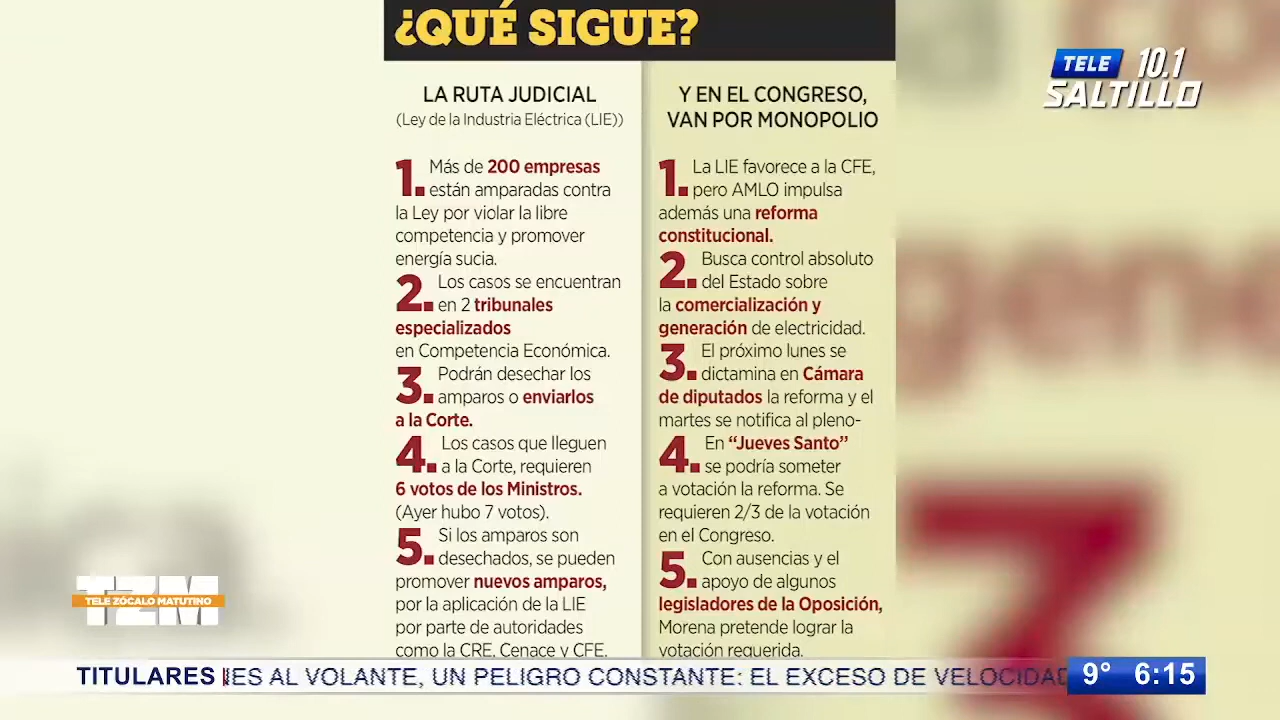 ¿QUÉ SIGUE?
LA RUTA JUDICIAL
(Ley de la Industria Eléctrica (LIE))
1. Más de 200 empresas
están amparadas contra
la Ley por violar la libre
competencia y promover
energía sucia.
2. Los casos se encuentran
en 2 tribunales
especializados
en Competencia Económica.
3. Podrán desechar los
amparos o enviarlos
a la Corte.
4. Los casos que lleguen
a la Corte, requieren
6 votos de los Ministros.
(Ayer hubo 7 votos).
5. Si los amparos son
desechados, se pueden
promover nuevos amparos,
por la aplicación de la LIE
por parte de autoridades
como la CRE, Cenace y CFE.
Y EN EL CONGRESO,
VAN POR MONOPOLIO
1. La LIE favorece a la CFE,
pero AMLO impulsa
además una reforma
constitucional.
2. Busca control absoluto
del Estado sobre
la comercialización y
generación de electricidad.
3. El próximo lunes se
dictamina en Cámara
de diputados la reforma y el
martes se notifica al pleno-
4. En “Jueves Santo”
se podría someter
a votación la reforma. Se
requieren 2/3 de la votación
en el Congreso.
5. Con ausencias y el
apoyo de algunos
legisladores de la Oposición,
Morena pretende lograr la
votación requerida.
TELE 10.1
SALTILLO
TZM
TELE ZÓCALO MATUTINO
TITULARES ES AL VOLANTE, UN PELIGRO CONSTANTE: EL EXCESO DE VELOCIDAD
9° 6:15